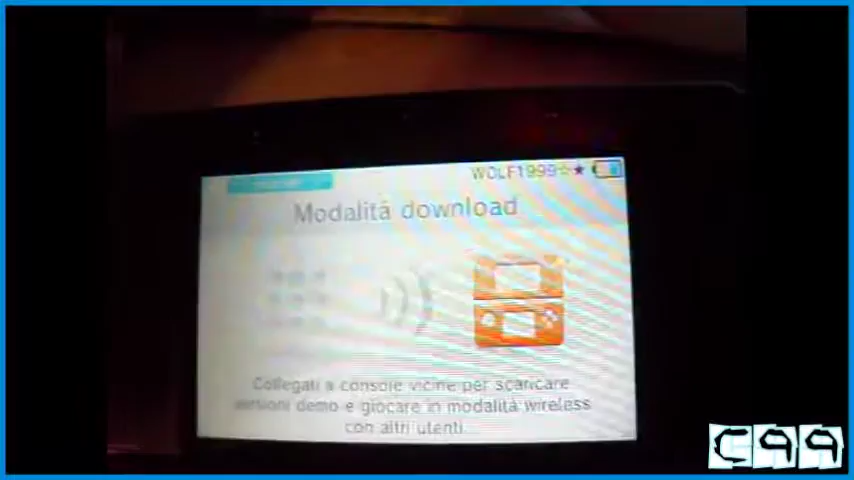 WOLF1999☆★
Modalità download
Collegati a console vicine per scaricare
versioni demo e giocare in modalità wireless
con altri utenti.
C99